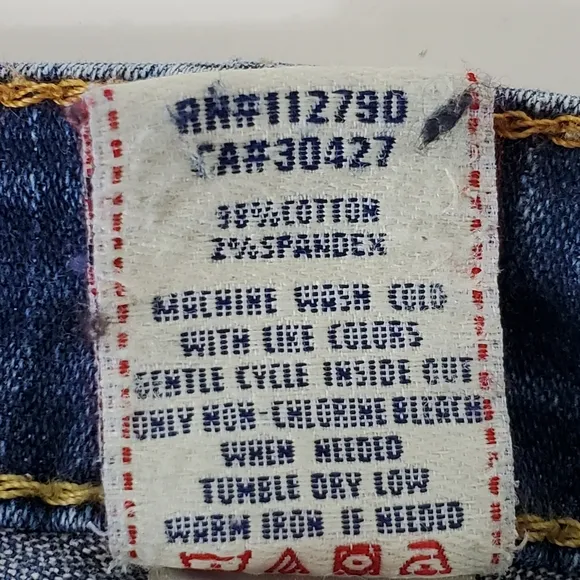 RN#112790
CA#30427
98%COTTON
2%SPANDEX
MACHINE WASH COLD
WITH LIKE COLORS
GENTLE CYCLE INSIDE OUT
ONLY NON-CHLORINE BLEACH
WHEN NEEDED
TUMBLE DRY LOW
WARM IRON IF NEEDED